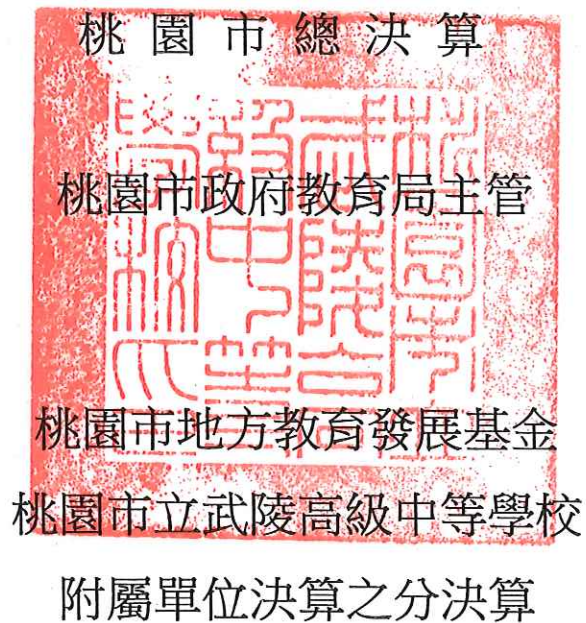 桃園市總決算
桃園市政府教育局主管
桃園市地方教育發展基金
桃園市立武陵高級中等學校
附屬單位決算之分決算